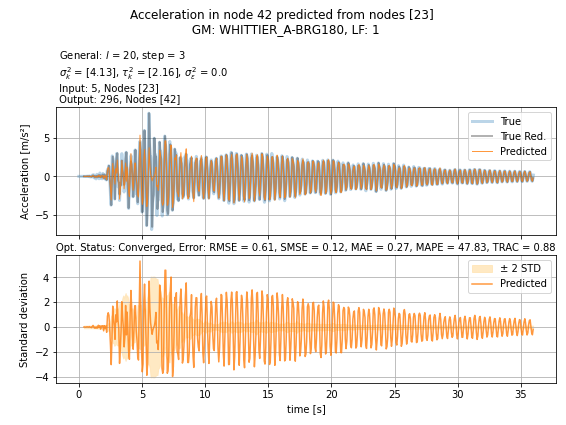 Acceleration in node 42 predicted from nodes [23]
GM: WHITTIER_A-BRG180, LF: 1
General: l = 20, step = 3
σ²ₖ = [4.13], τ²ₖ = [2.16], σ²ε = 0.0
Input: 5, Nodes [23]
Output: 296, Nodes [42]
True
True Red.
Predicted
Acceleration [m/s²]
5
0
−5
Opt. Status: Converged, Error: RMSE = 0.61, SMSE = 0.12, MAE = 0.27, MAPE = 47.83, TRAC = 0.88
± 2 STD
Predicted
Standard deviation
4
2
0
−2
−4
0 5 10 15 20 25 30 35
time [s]